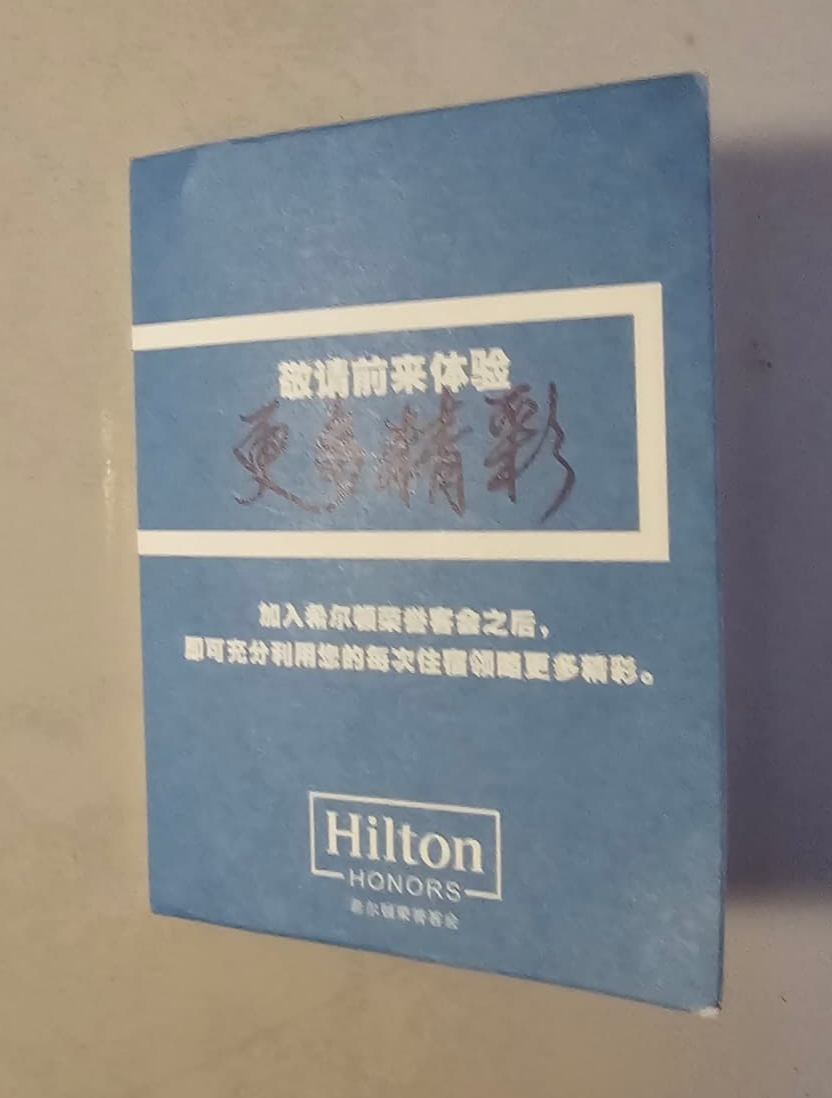 敬请前来体验
更多精彩
加入希尔顿荣誉客会之后，
即可充分利用您的每次住宿领略更多精彩。
Hilton
HONORS
希尔顿荣誉客会